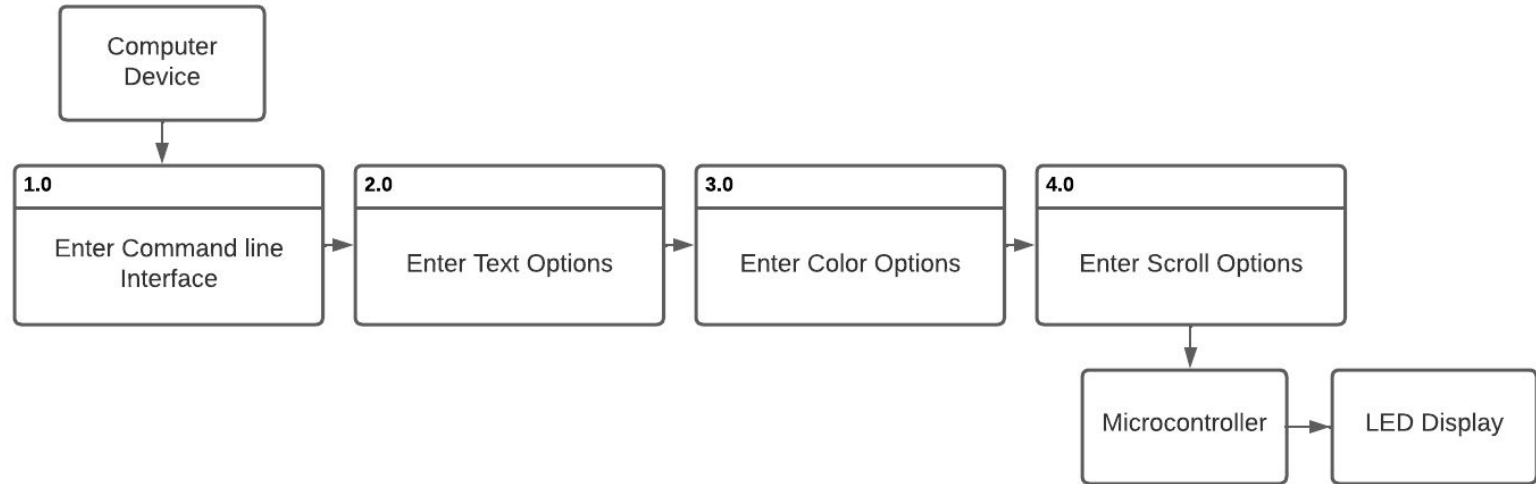 Computer
Device
1.0
Enter Command line
Interface
2.0
Enter Text Options
3.0
Enter Color Options
4.0
Enter Scroll Options
Microcontroller
LED Display